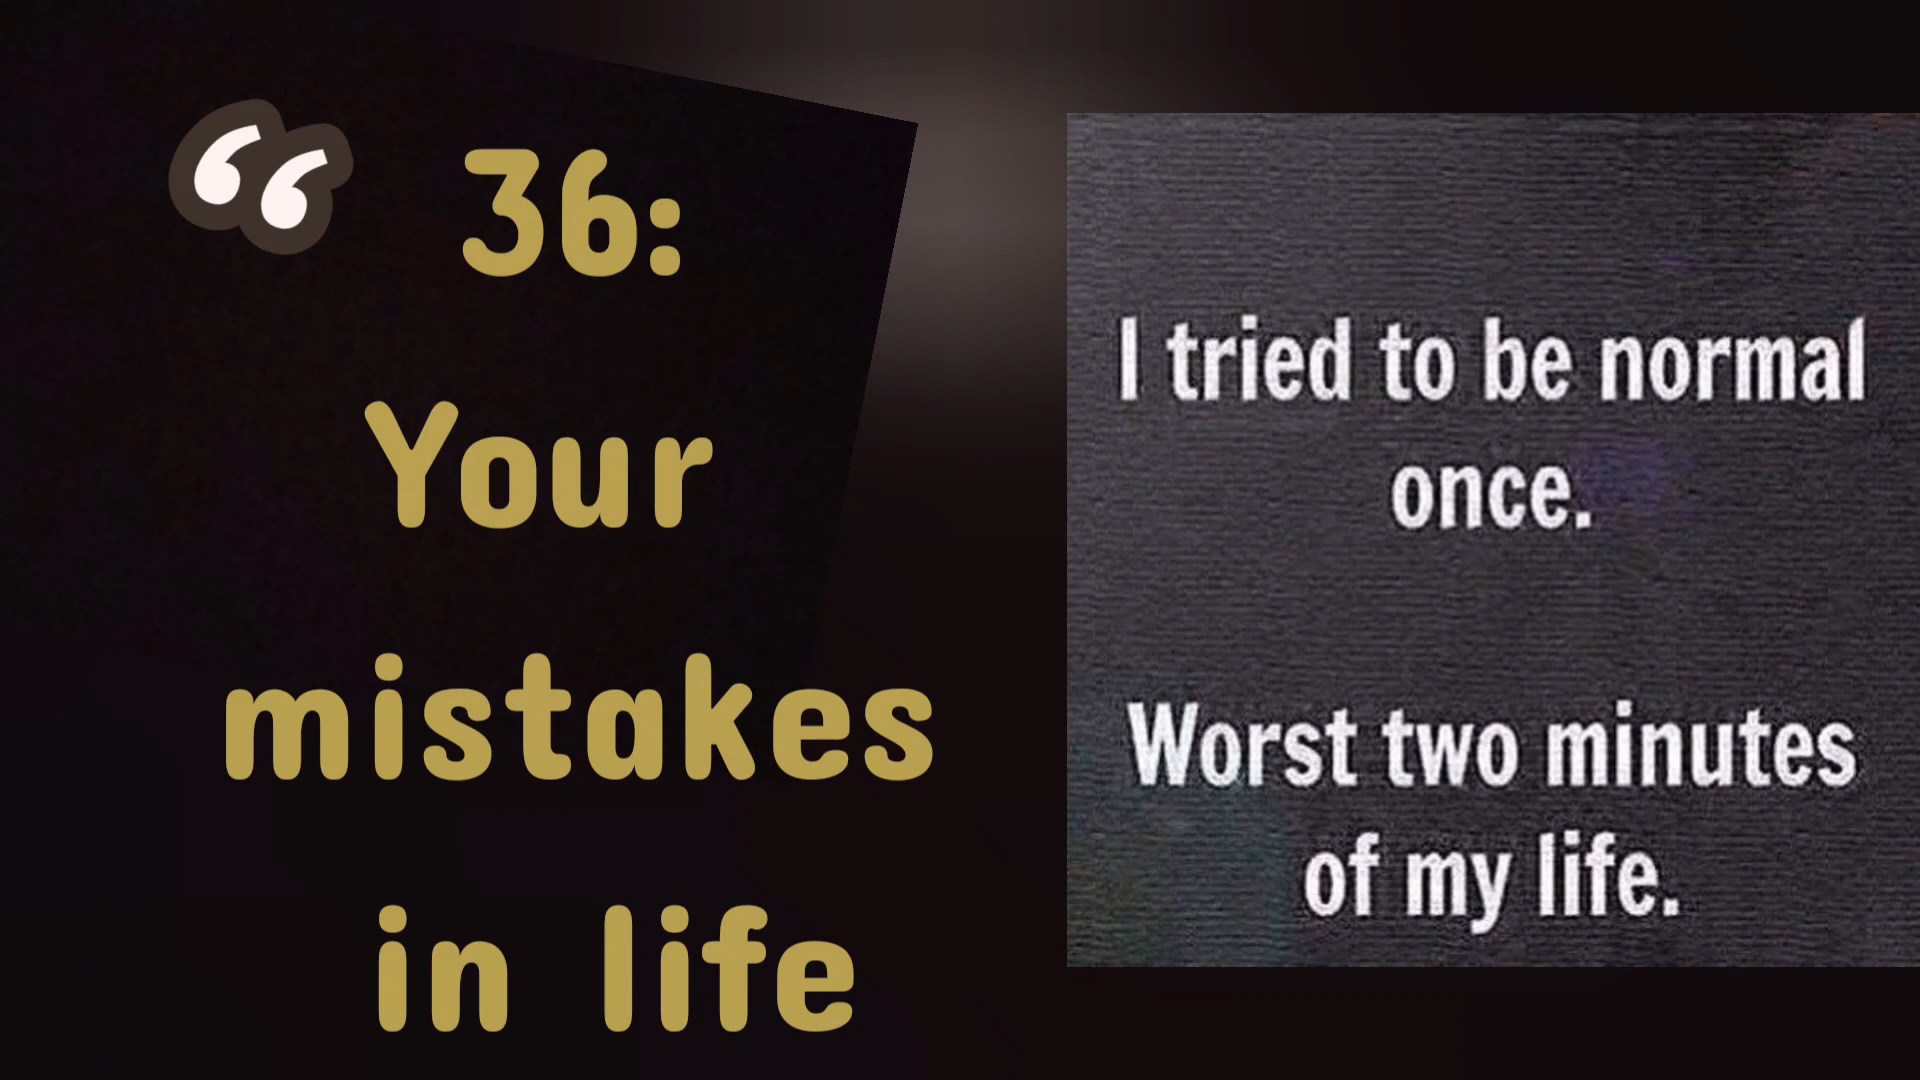 “ 36:
Your
mistakes
in life
I tried to be normal
once.
Worst two minutes
of my life.